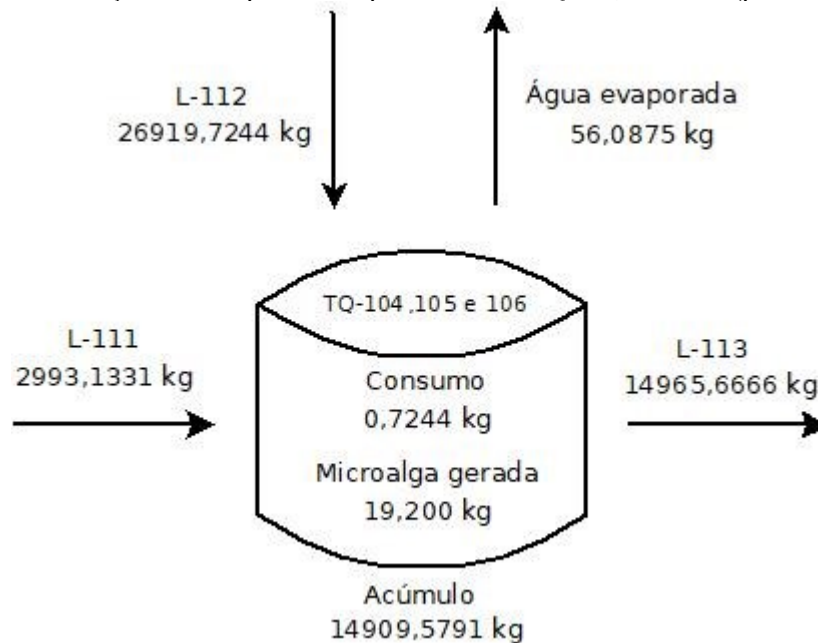 L-112
26919,7244 kg
Água evaporada
56,0875 kg
TQ-104,105 e 106
L-111
2993,1331 kg
L-113
14965,6666 kg
Consumo
0,7244 kg
Microalga gerada
19,200 kg
Acúmulo
14909,5791 kg